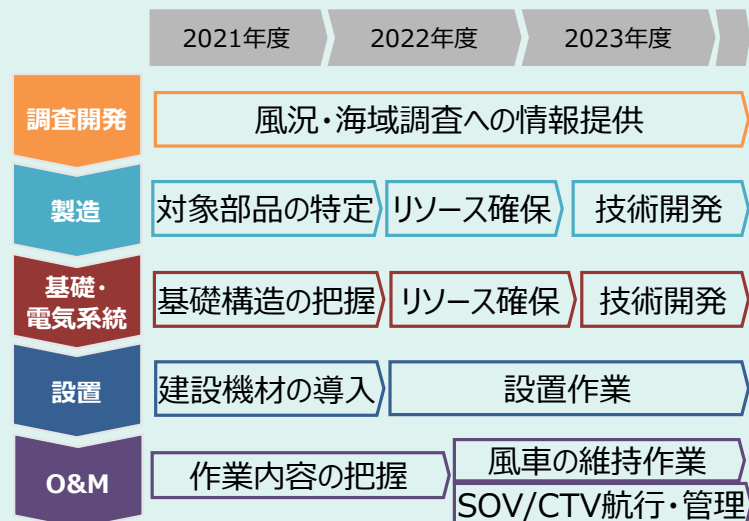 2021年度 2022年度 2023年度
調査開発
風況・海域調査への情報提供
製造
対象部品の特定 リソース確保 技術開発
基礎・
電気系統
基礎構造の把握 リソース確保 技術開発
設置
建設機材の導入 設置作業
O&M
作業内容の把握
風車の維持作業
SOV/CTV航行・管理